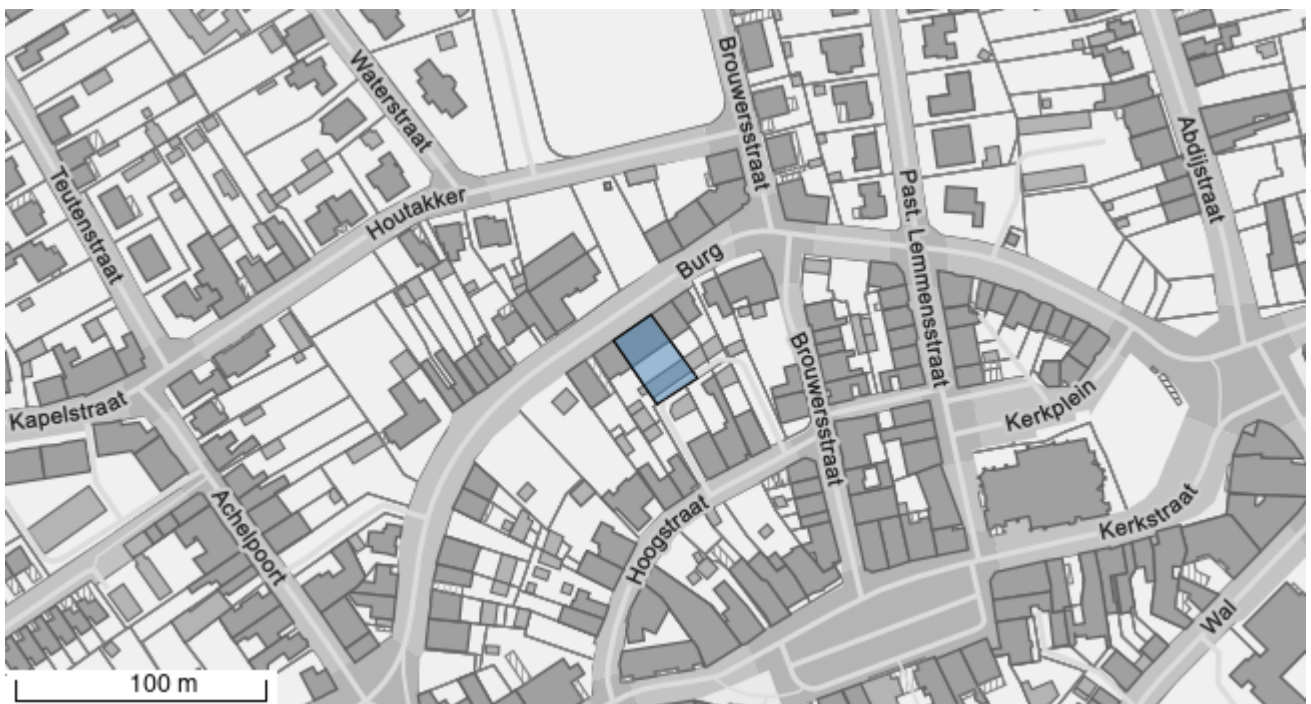 Waterstraat
Brouwersstraat
Abdijstraat
Teutenstraat
Houtakker
Past. Lemmensstraat
Burg
Brouwersstraat
Kapelstraat
Kerkplein
Achelpoort
Hoogstraat
Kerkstraat
Wal
100 m